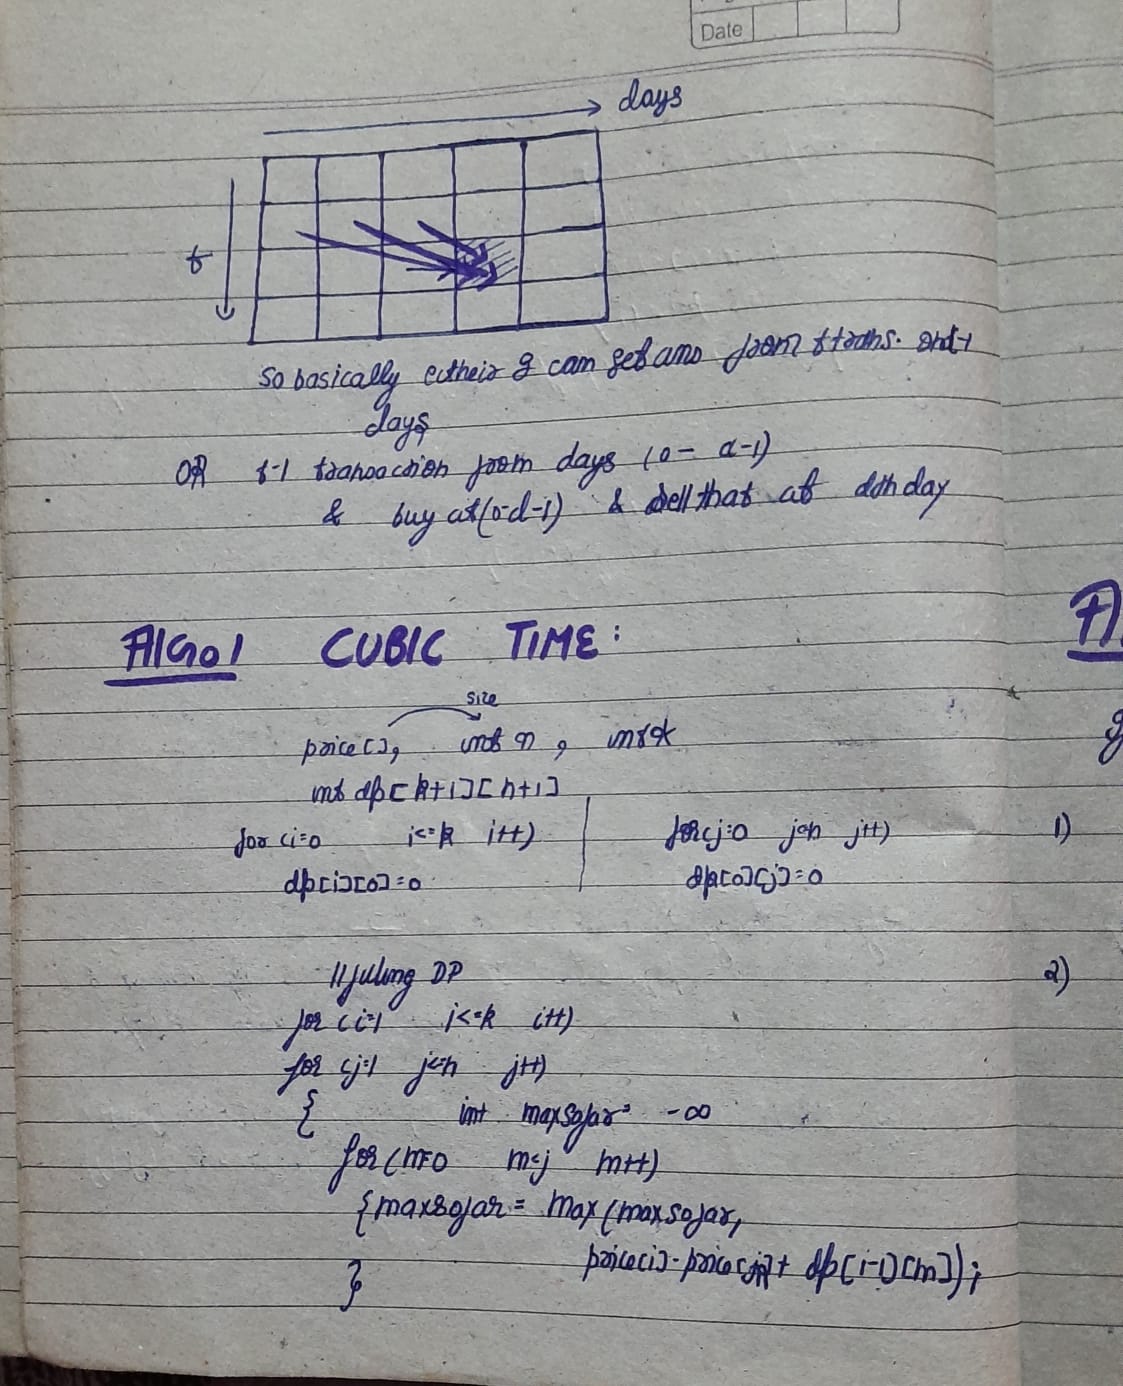 Date
days
t
So basically either I can get ans from t trans. and d-1
days
OR t-1 transaction from days (0 - d-1)
& buy at (0-d-1) & sell that at dth day
AlGo1 CUBIC TIME:
size
price[], int n, int k
int dp[k+1][n+1]
for (i=0 i<=k i++) for(j=0 j<=n j++) 1)
dp[i][0]=0 dp[0][j]=0
//filling DP 2)
for (i=1 i<=k i++)
for (j=1 j<=n j++)
{ int maxsofar= -∞
for (m=0 m<j m++)
{maxsofar = max(maxsofar,
price[i]-price[] + dp[i-1][m]);
}